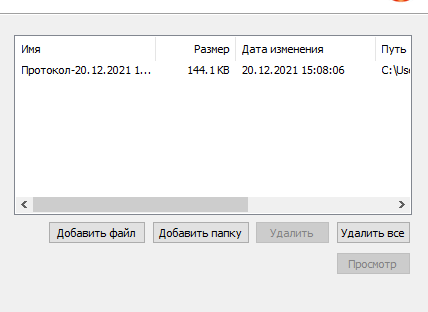 Имя Размер Дата изменения Путь
Протокол-20.12.2021 1... 144.1 KB 20.12.2021 15:08:06 C:\Use
Добавить файл Добавить папку Удалить Удалить все
Просмотр